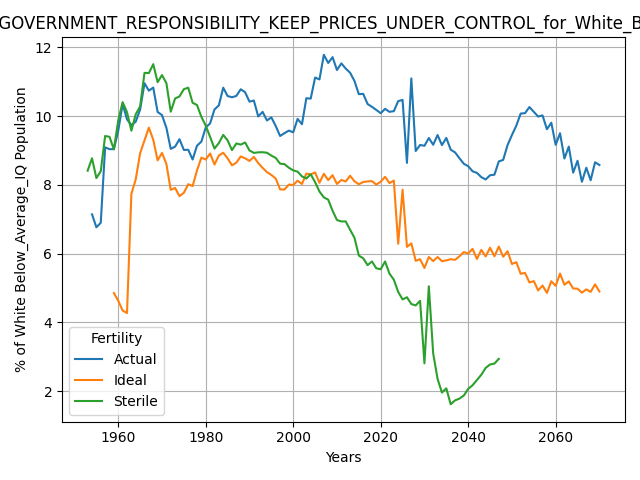 GOVERNMENT_RESPONSIBILITY_KEEP_PRICES_UNDER_CONTROL_for_White_B
% of White Below_Average_IQ Population
12
10
8
6
4
2
Fertility
Actual
Ideal
Sterile
1960 1980 2000 2020 2040 2060
Years